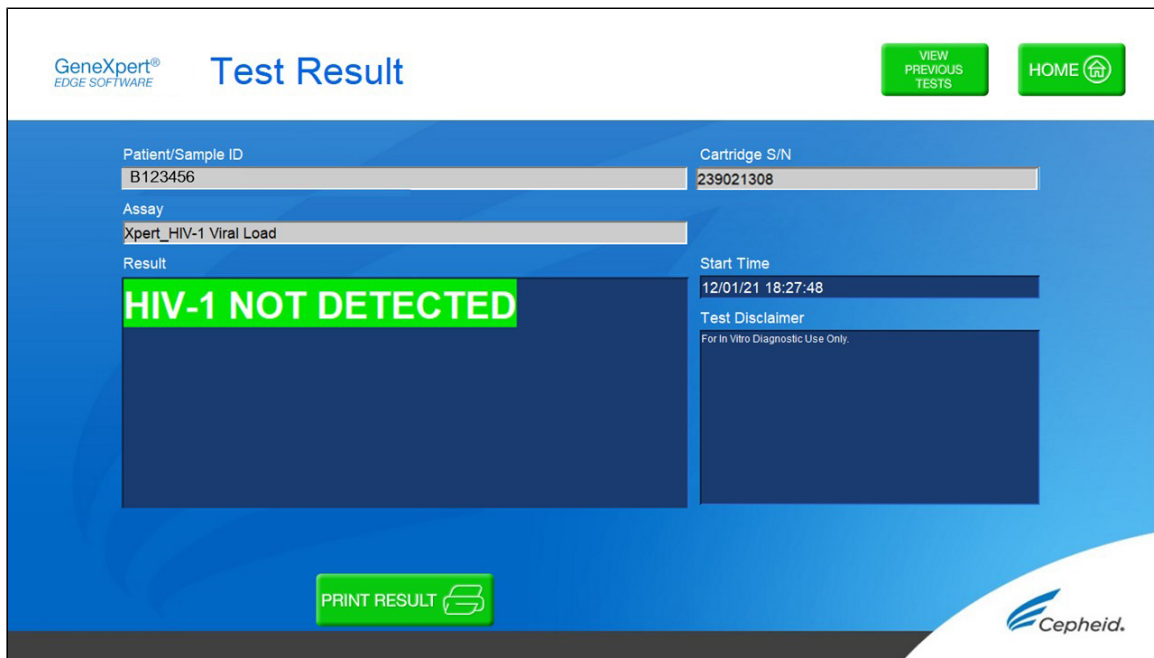 GeneXpert®
EDGE SOFTWARE
Test Result
VIEW
PREVIOUS
TESTS
HOME
Patient/Sample ID
B123456
Cartridge S/N
239021308
Assay
Xpert_HIV-1 Viral Load
Result
HIV-1 NOT DETECTED
Start Time
12/01/21 18:27:48
Test Disclaimer
For In Vitro Diagnostic Use Only.
PRINT RESULT
Cepheid.